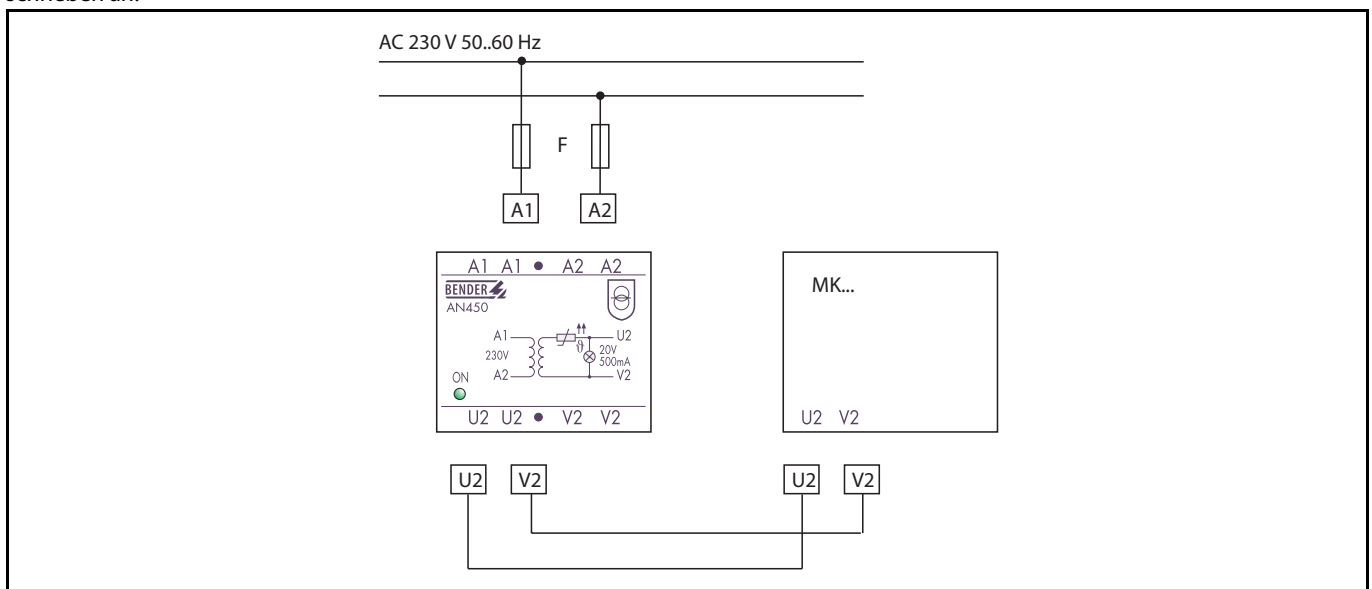 AC 230 V 50..60 Hz
F
A1 A2
A1 A1 • A2 A2
BENDER
AN450
MK...
A1 U2
230V ϑ 20V
500mA
ON A2 V2
U2 U2 • V2 V2
U2 V2
U2 V2 U2 V2